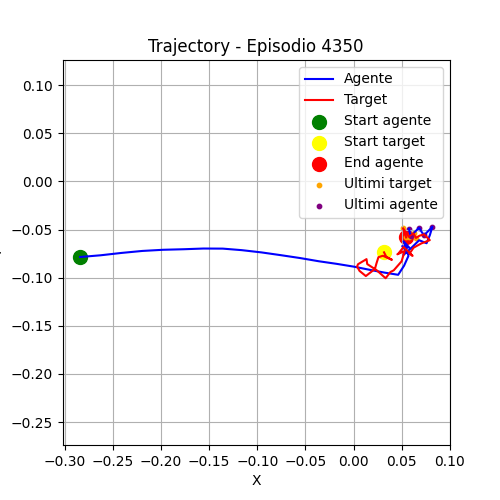 Trajectory - Episodio 4350
Agente
Target
Start agente
Start target
End agente
Ultimi target
Ultimi agente
0.10
0.05
0.00
−0.05
−0.10
−0.15
−0.20
−0.25
−0.30 −0.25 −0.20 −0.15 −0.10 −0.05 0.00 0.05 0.10
X